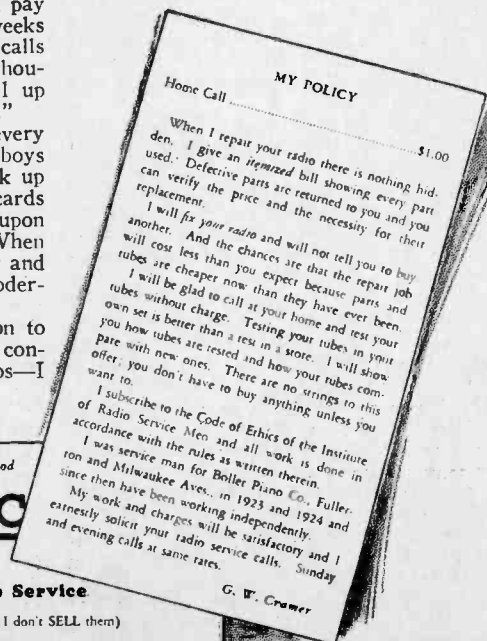 pay
weeks
calls
hou-
l up
”
every
boys
k up
cards
upon
When
and
oder-
on to
con-
os—I
od
C
Service
I don't SELL them)
MY POLICY
Home Call ........ $1.00
When I repair your radio there is nothing hid-
den. I give an itemized bill showing every part
used. Defective parts are returned to you and you
can verify the price and the necessity for their
replacement.
I will fix your radio and will not tell you to buy
another. And the chances are that the repair job
will cost less than you expect because parts and
tubes are cheaper now than they have ever been.
I will be glad to call at your home and test your
tubes without charge. Testing your tubes in your
own set is better than a test in a store. I will show
you how tubes are tested and how your tubes com-
pare with new ones. There are no strings to this
offer; you don't have to buy anything unless you
want to.
I subscribe to the Code of Ethics of the Institute
of Radio Service Men and all work is done in
accordance with the rules as written therein.
I was service man for Bollet Piano Co., Fuller-
ton and Milwaukee Aves., in 1923 and 1924 and
since then have been working independently.
My work and charges will be satisfactory and I
earnestly solicit your radio service calls. Sunday
and evening calls at same rates.
G. W. Cramer